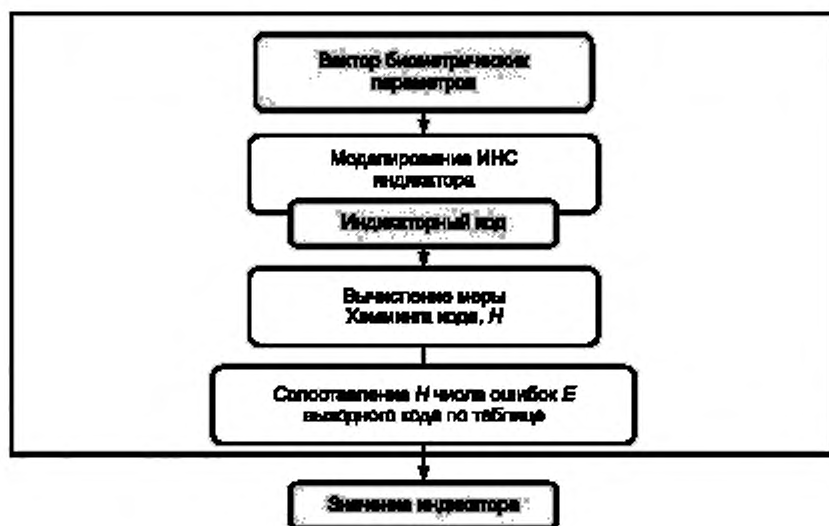 Вектор биометрических
параметров
Моделирование ИНС
индикатора
Индикаторный код
Вычисление меры
Хэмминга кода, H
Сопоставление H числа ошибок E
выходного кода по таблице
Значение индикатора